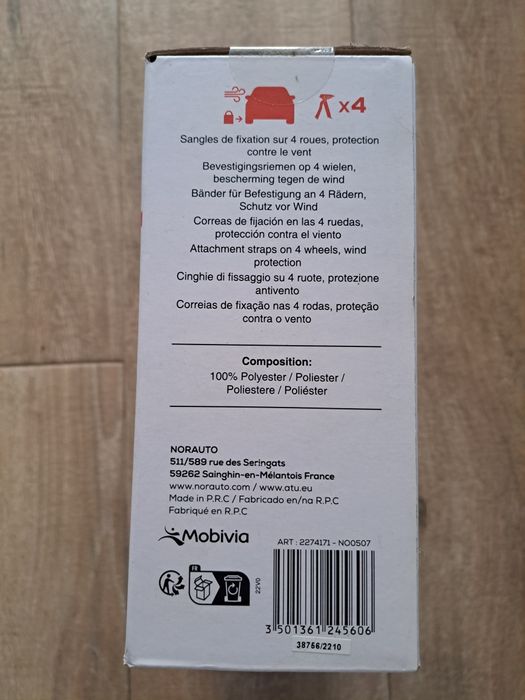 x4
Sangles de fixation sur 4 roues, protection
contre le vent
Bevestigingsriemen op 4 wielen,
bescherming tegen de wind
Bänder für Befestigung an 4 Rädern,
Schutz vor Wind
Correas de fijación en las 4 ruedas,
protección contra el viento
Attachment straps on 4 wheels, wind
protection
Cinghie di fissaggio su 4 ruote, protezione
antivento
Correias de fixação nas 4 rodas, proteção
contra o vento
Composition:
100% Polyester / Poliester /
Poliestere / Poliéster
NORAUTO
511/589 rue des Seringats
59262 Sainghin-en-Mélantois France
www.norauto.com / www.atu.eu
Made in P.R.C / Fabricado en/na R.P.C
Fabriqué en R.P.C
Mobivia
ART : 2274171 - NO0507
FR
22V0
3 501361 245606
38756/2210